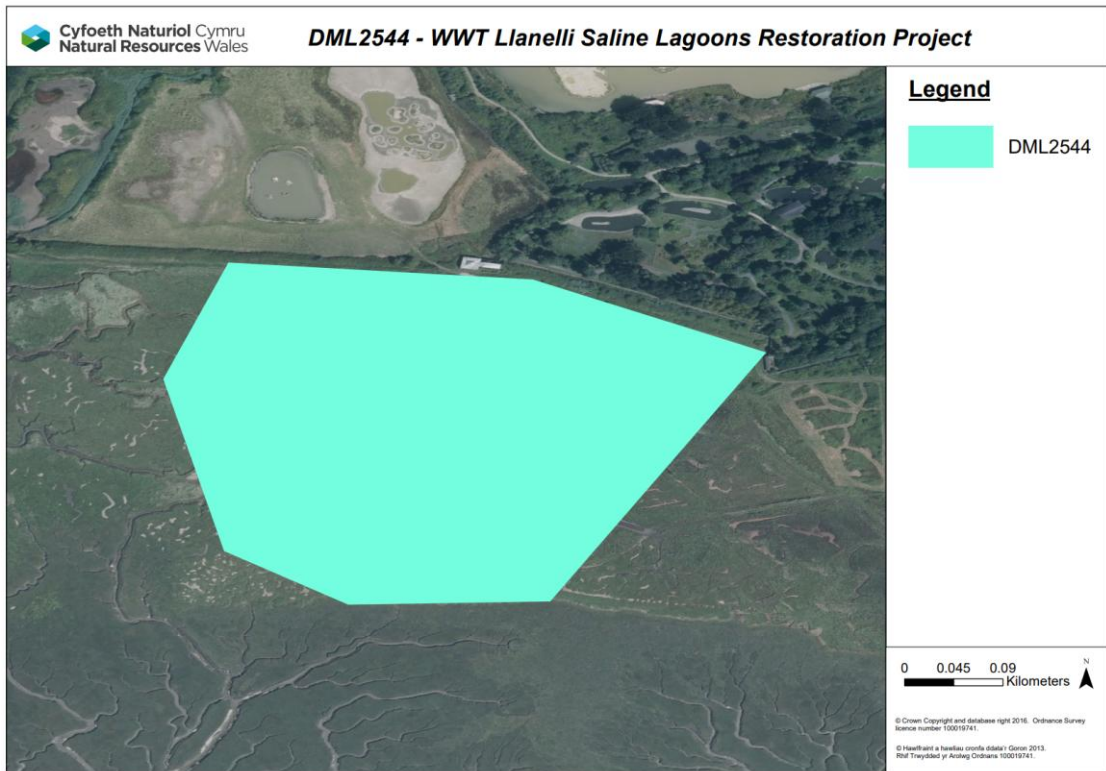 Cyfoeth Naturiol Cymru
Natural Resources Wales
DML2544 - WWT Llanelli Saline Lagoons Restoration Project
Legend
DML2544
0 0.045 0.09
Kilometers
N
© Crown Copyright and database right 2016. Ordnance Survey
licence number 100019741.
© Hawlfraint a hawliau cronfa ddata'r Goron 2013.
Rhif Trwydded yr Arolwg Ordnans 100019741.